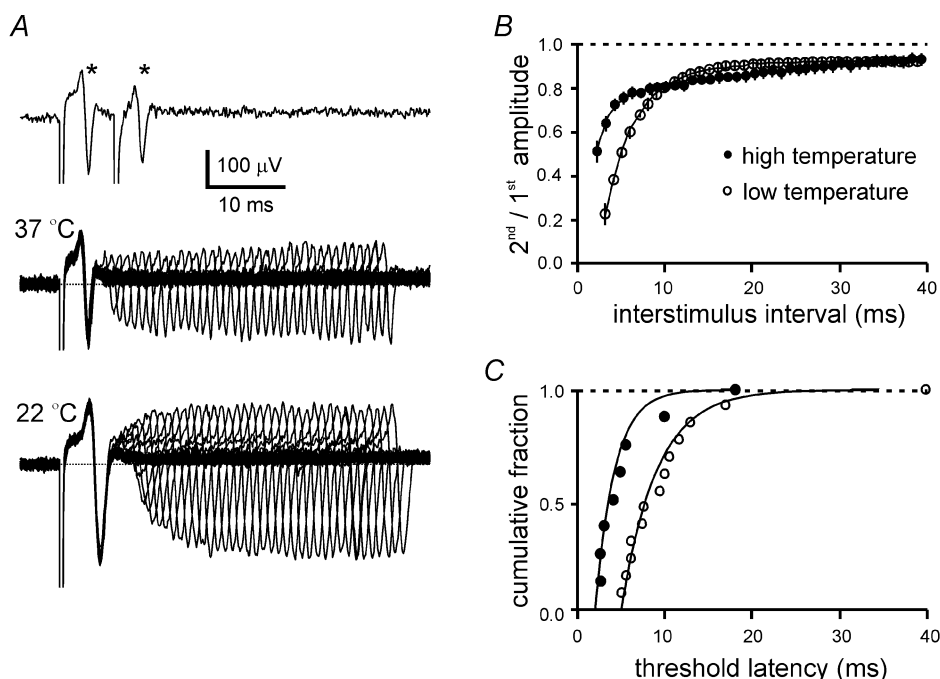 A
* *
100 µV
10 ms
37 °C
22 °C
B
2nd / 1st amplitude
1.0
0.8
0.6
0.4
0.2
0.0
high temperature
low temperature
0 10 20 30 40
interstimulus interval (ms)
C
cumulative fraction
1.0
0.5
0.0
0 10 20 30 40
threshold latency (ms)